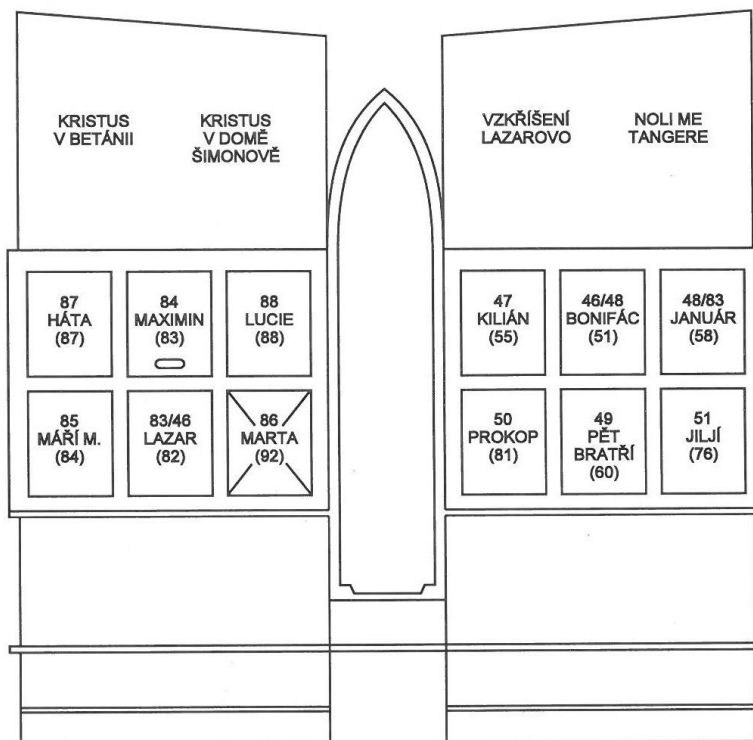 KRISTUS
V BETÁNII
KRISTUS
V DOMĚ
ŠIMONOVĚ
VZKŘÍŠENÍ
LAZAROVO
NOLI ME
TANGERE
87
HÁTA
(87)
84
MAXIMIN
(83)
88
LUCIE
(88)
47
KILIÁN
(55)
46/48
BONIFÁC
(51)
48/83
JANUÁR
(58)
85
MÁŘÍ M.
(84)
83/46
LAZAR
(82)
86
MARTA
(92)
50
PROKOP
(81)
49
PĚT
BRATŘÍ
(60)
51
JILJÍ
(76)